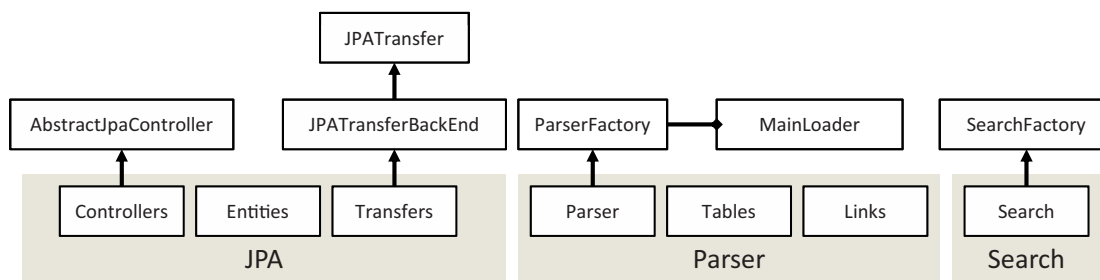 JPATransfer
AbstractJpaController
JPATransferBackEnd
ParserFactory
MainLoader
SearchFactory
Controllers
Entities
Transfers
Parser
Tables
Links
Search
JPA
Parser
Search